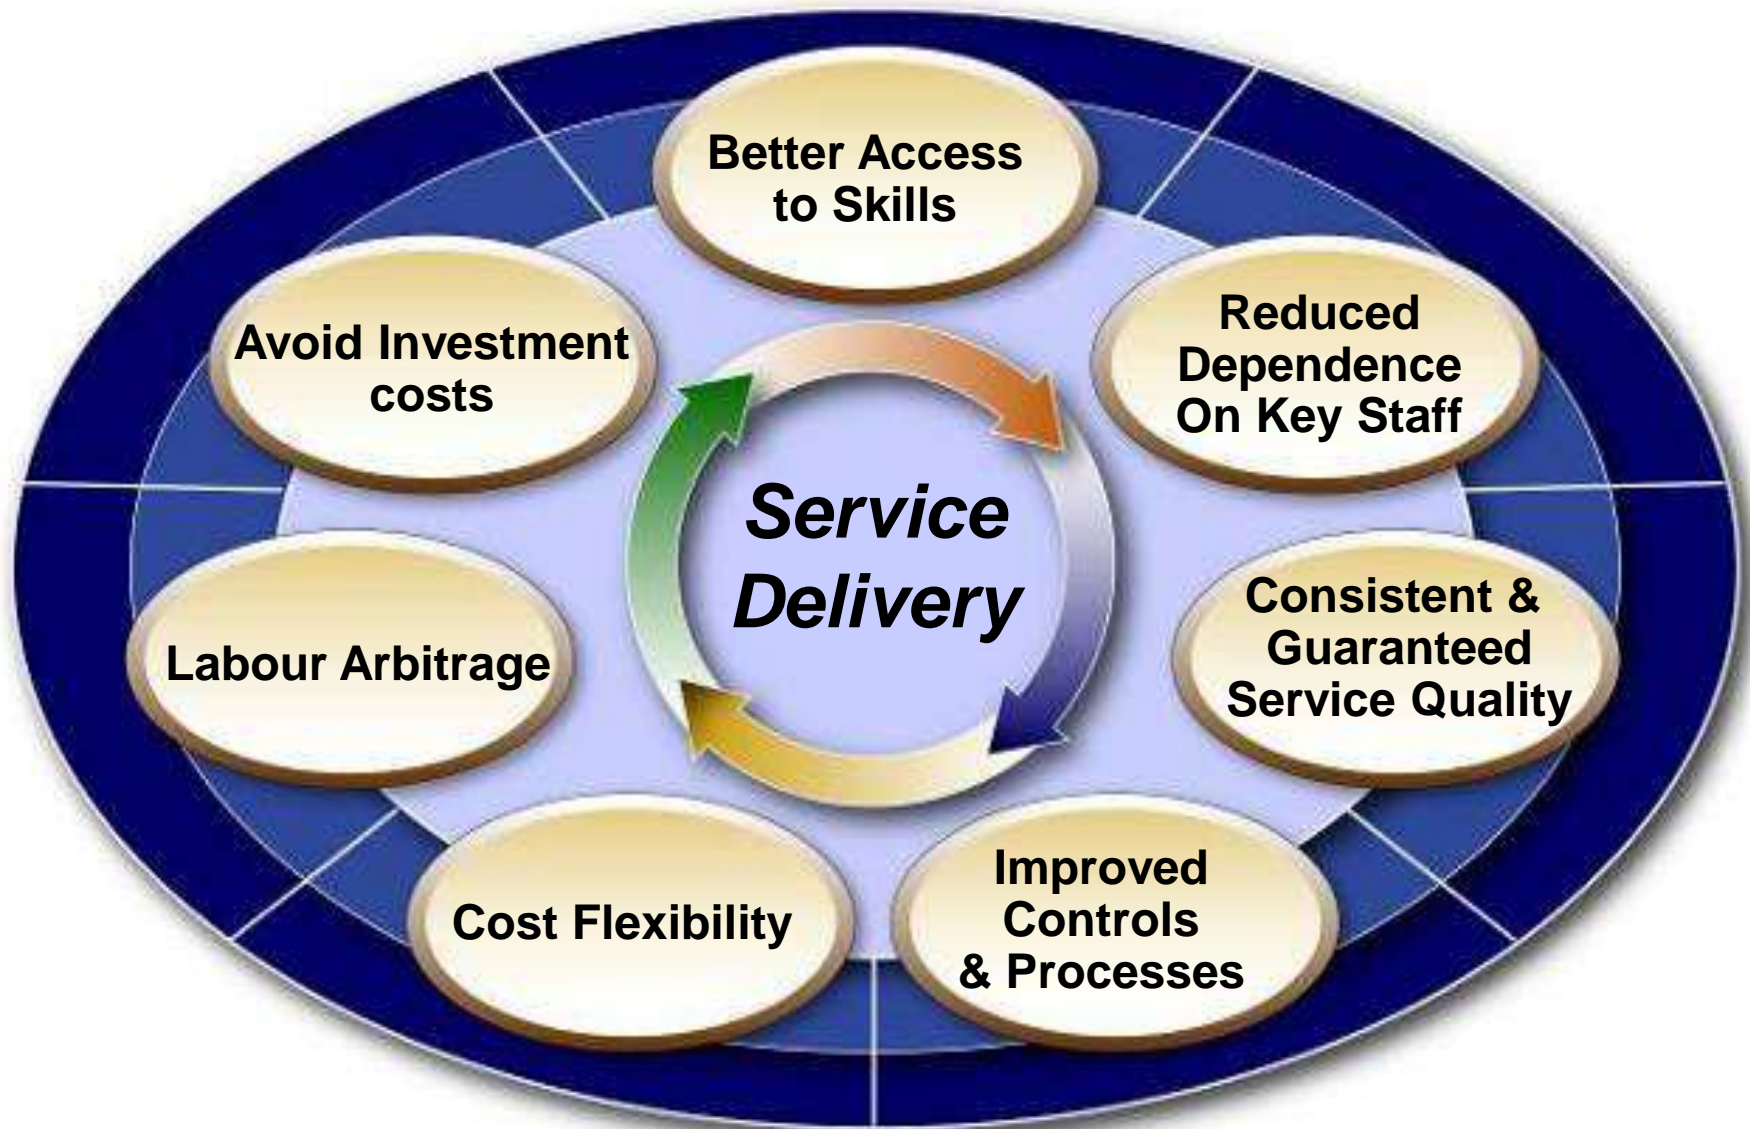 Better Access
to Skills
Reduced
Dependence
On Key Staff
Consistent &
Guaranteed
Service Quality
Improved
Controls
& Processes
Cost Flexibility
Labour Arbitrage
Avoid Investment
costs
Service
Delivery